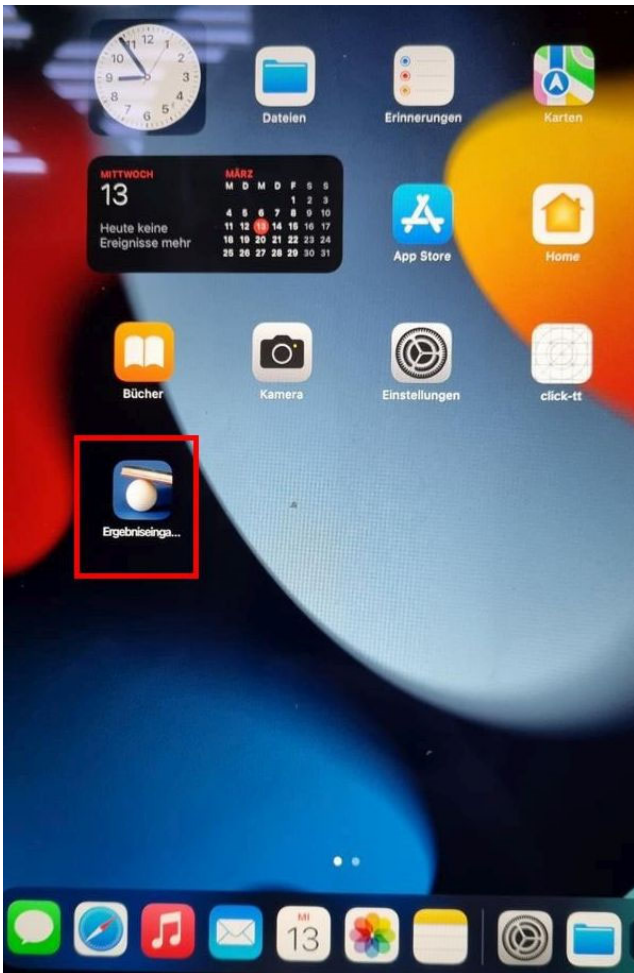 12
11 1
10 2
9 3
8 4
7 6 5
Dateien
Erinnerungen
Karten
MITTWOCH
13
Heute keine
Ereignisse mehr
MÄRZ
M D M D F S S
1 2 3
4 5 6 7 8 9 10
11 12 13 14 15 16 17
18 19 20 21 22 23 24
25 26 27 28 29 30 31
App Store
Home
Bücher
Kamera
Einstellungen
click-tt
Ergebniseinga...
MI
13